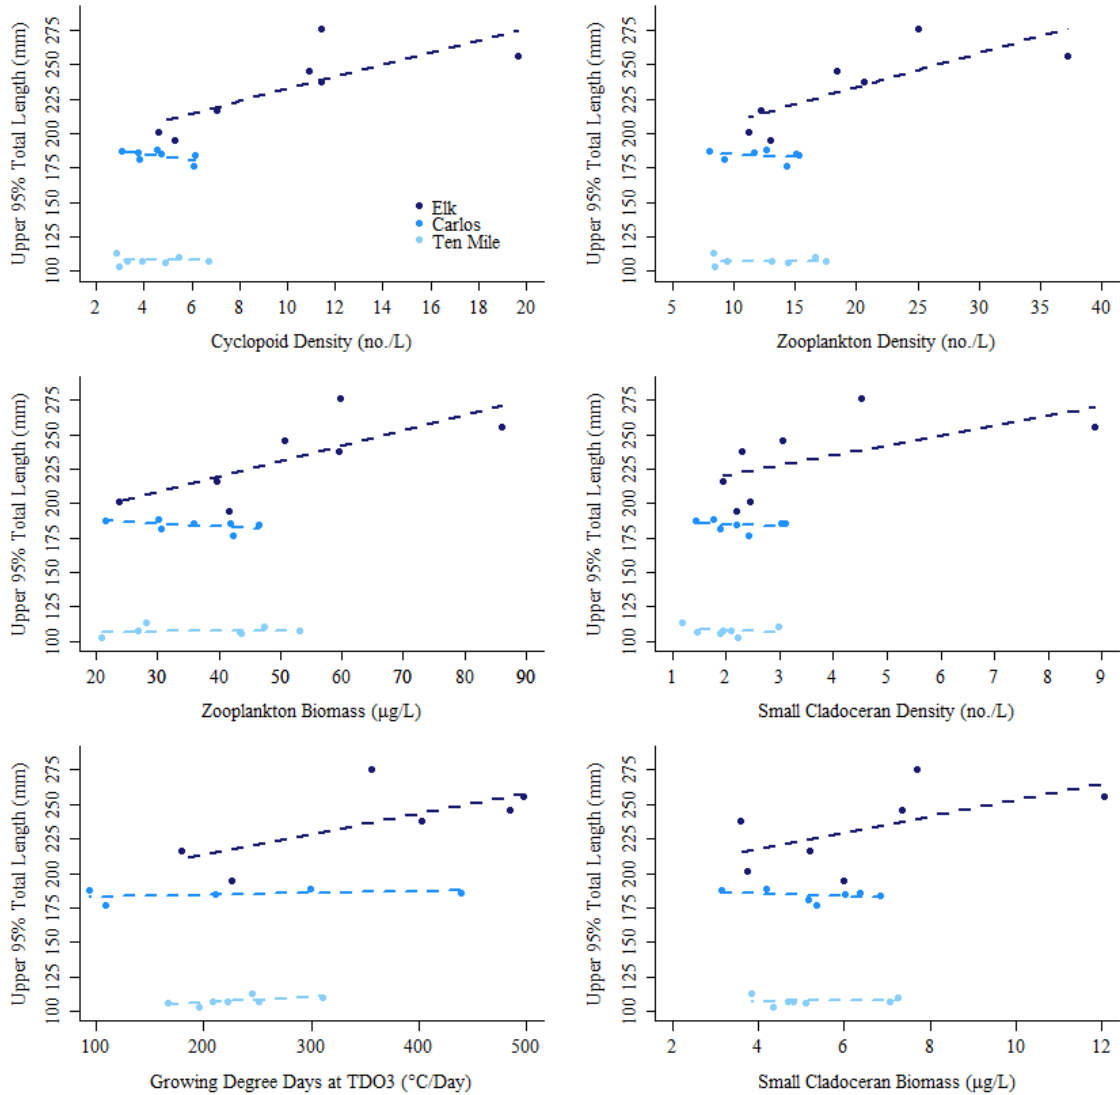 Upper 95% Total Length (mm)
100 125 150 175 200 225 250 275
2 4 6 8 10 12 14 16 18 20
Cyclopoid Density (no./L)
Elk
Carlos
Ten Mile
Upper 95% Total Length (mm)
100 125 150 175 200 225 250 275
5 10 15 20 25 30 35 40
Zooplankton Density (no./L)
Upper 95% Total Length (mm)
100 125 150 175 200 225 250 275
20 30 40 50 60 70 80 90
Zooplankton Biomass (µg/L)
Upper 95% Total Length (mm)
100 125 150 175 200 225 250 275
1 2 3 4 5 6 7 8 9
Small Cladoceran Density (no./L)
Upper 95% Total Length (mm)
100 125 150 175 200 225 250 275
100 200 300 400 500
Growing Degree Days at TDO3 (°C/Day)
Upper 95% Total Length (mm)
100 125 150 175 200 225 250 275
2 4 6 8 10 12
Small Cladoceran Biomass (µg/L)